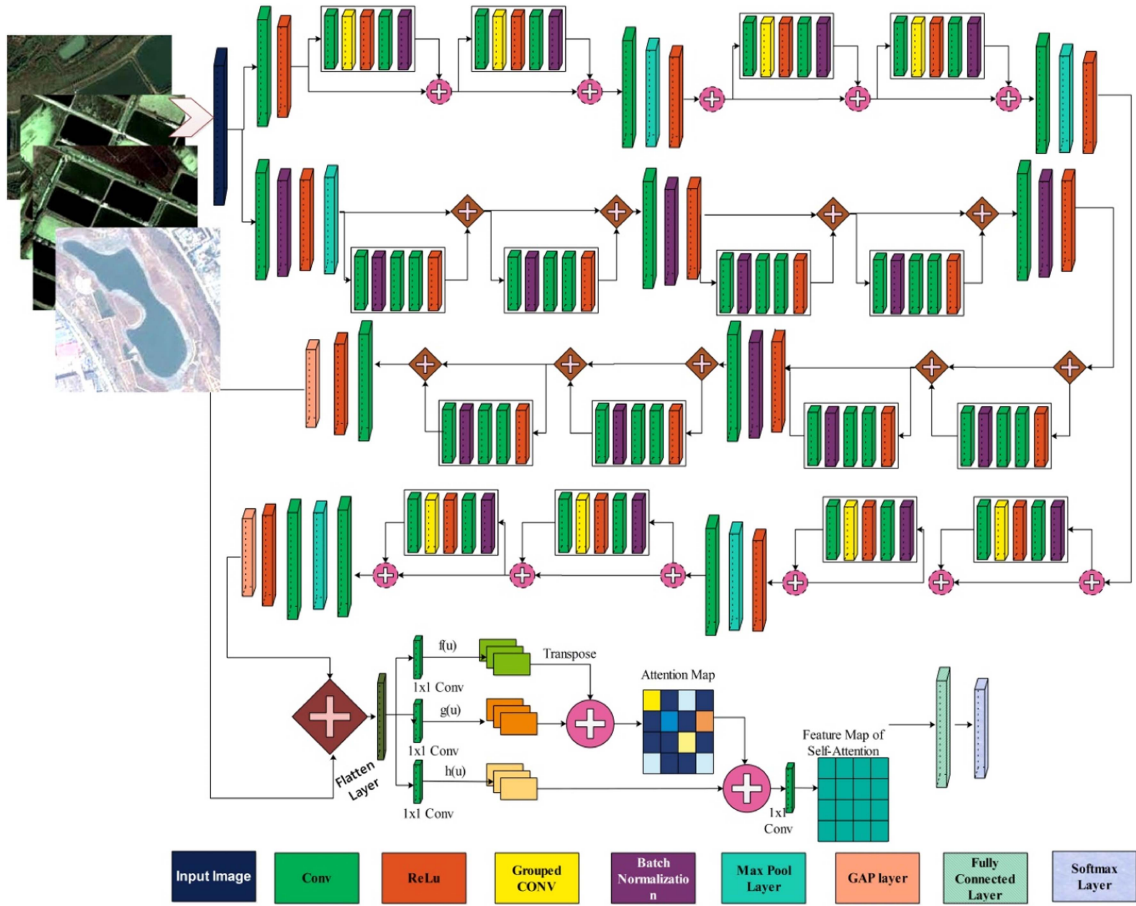 f(u)
Transpose
1x1 Conv
Attention Map
g(u)
1x1 Conv
Feature Map of
Self-Attention
Flatten
Layer
h(u)
1x1 Conv
1x1
Conv
Input Image
Conv
ReLu
Grouped
CONV
Batch
Normalizatio
n
Max Pool
Layer
GAP layer
Fully
Connected
Layer
Softmax
Layer